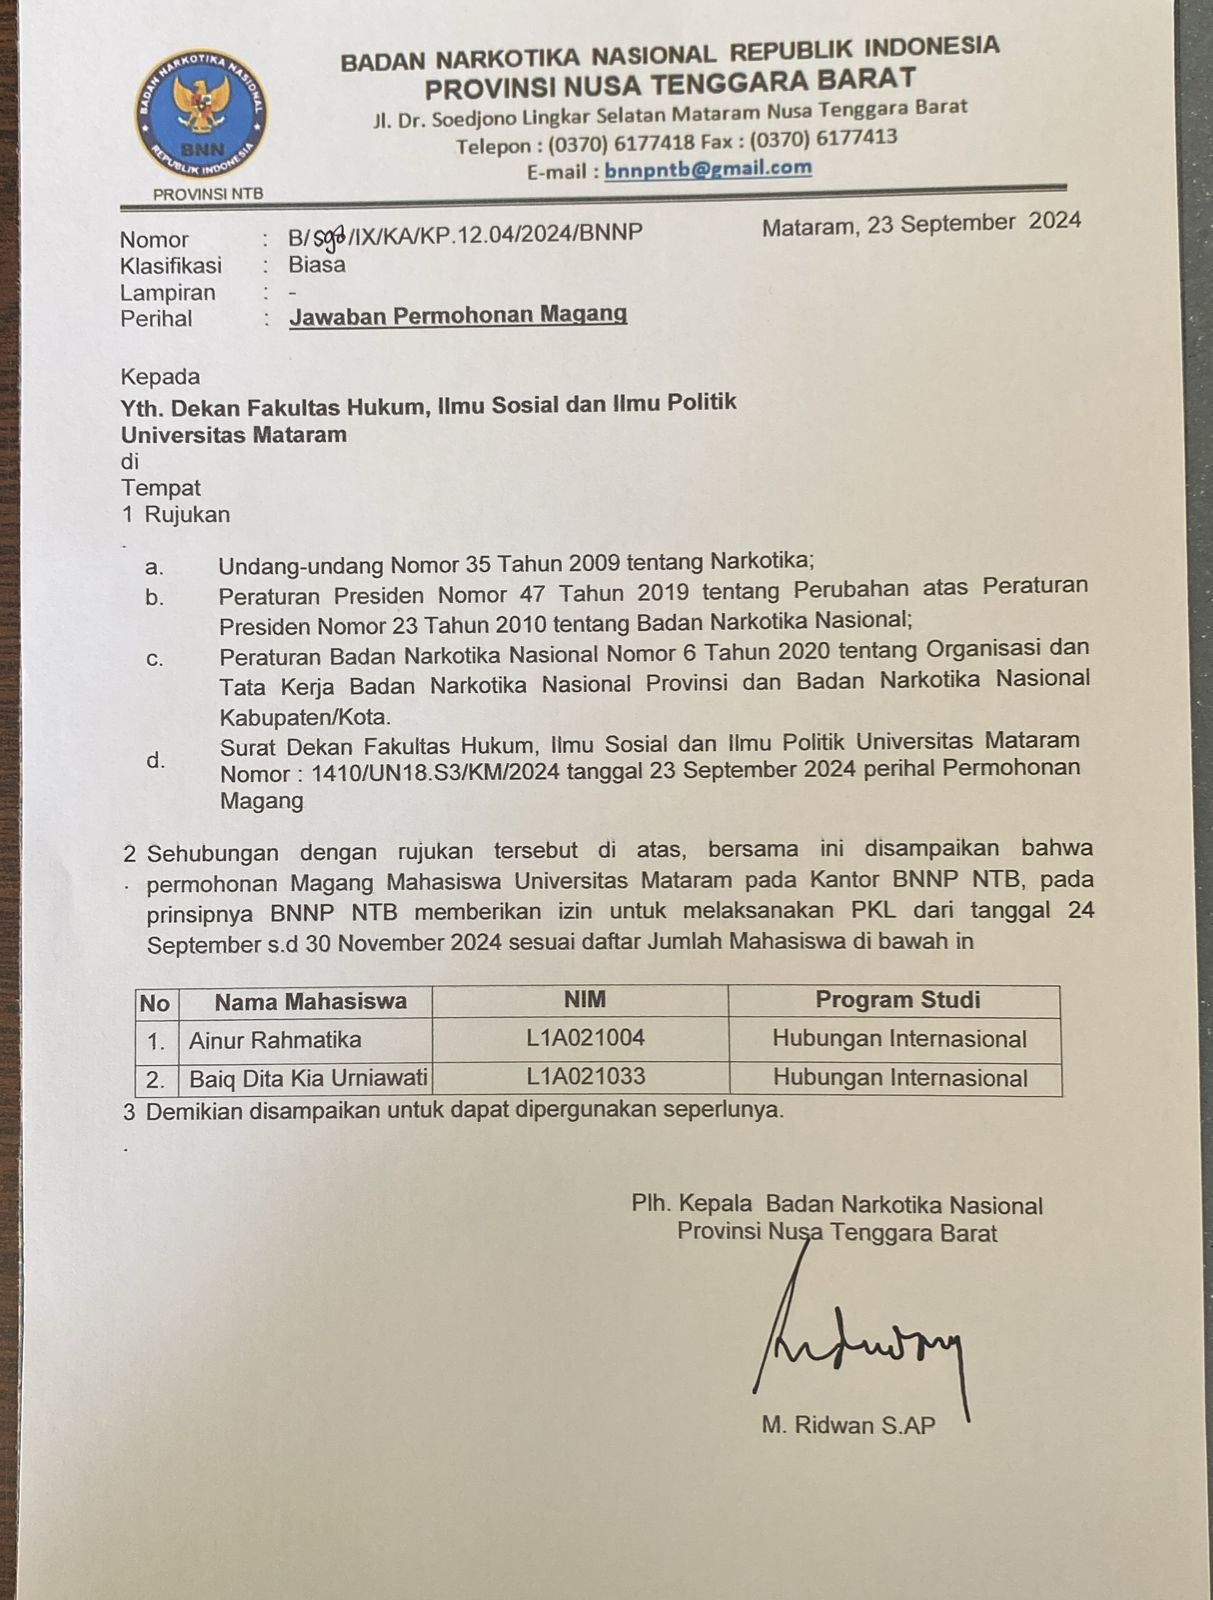 BADAN NARKOTIKA NASIONAL
BNN
REPUBLIK INDONESIA
PROVINSI NTB
BADAN NARKOTIKA NASIONAL REPUBLIK INDONESIA
PROVINSI NUSA TENGGARA BARAT
Jl. Dr. Soedjono Lingkar Selatan Mataram Nusa Tenggara Barat
Telepon : (0370) 6177418 Fax : (0370) 6177413
E-mail : bnnpntb@gmail.com
Mataram, 23 September 2024
Nomor : B/ /IX/KA/KP.12.04/2024/BNNP
Klasifikasi : Biasa
Lampiran : -
Perihal : Jawaban Permohonan Magang
Kepada
Yth. Dekan Fakultas Hukum, Ilmu Sosial dan Ilmu Politik
Universitas Mataram
di
Tempat
1 Rujukan
.
a. Undang-undang Nomor 35 Tahun 2009 tentang Narkotika;
b. Peraturan Presiden Nomor 47 Tahun 2019 tentang Perubahan atas Peraturan
Presiden Nomor 23 Tahun 2010 tentang Badan Narkotika Nasional;
c. Peraturan Badan Narkotika Nasional Nomor 6 Tahun 2020 tentang Organisasi dan
Tata Kerja Badan Narkotika Nasional Provinsi dan Badan Narkotika Nasional
Kabupaten/Kota.
d. Surat Dekan Fakultas Hukum, Ilmu Sosial dan Ilmu Politik Universitas Mataram
Nomor : 1410/UN18.S3/KM/2024 tanggal 23 September 2024 perihal Permohonan
Magang
2 Sehubungan dengan rujukan tersebut di atas, bersama ini disampaikan bahwa
. permohonan Magang Mahasiswa Universitas Mataram pada Kantor BNNP NTB, pada
prinsipnya BNNP NTB memberikan izin untuk melaksanakan PKL dari tanggal 24
September s.d 30 November 2024 sesuai daftar Jumlah Mahasiswa di bawah in
No Nama Mahasiswa NIM Program Studi
1. Ainur Rahmatika L1A021004 Hubungan Internasional
2. Baiq Dita Kia Urniawati L1A021033 Hubungan Internasional
3 Demikian disampaikan untuk dapat dipergunakan seperlunya.
.
Plh. Kepala Badan Narkotika Nasional
Provinsi Nusa Tenggara Barat
M. Ridwan S.AP